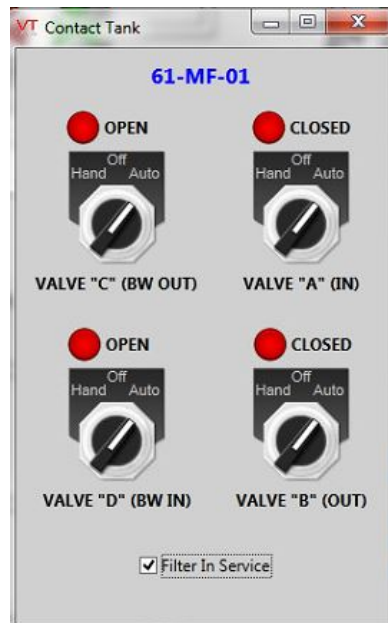 VT Contact Tank
61-MF-01
OPEN
CLOSED
Off
Hand Auto
Off
Hand Auto
VALVE "C" (BW OUT)
VALVE "A" (IN)
OPEN
CLOSED
Off
Hand Auto
Off
Hand Auto
VALVE "D" (BW IN)
VALVE "B" (OUT)
Filter In Service